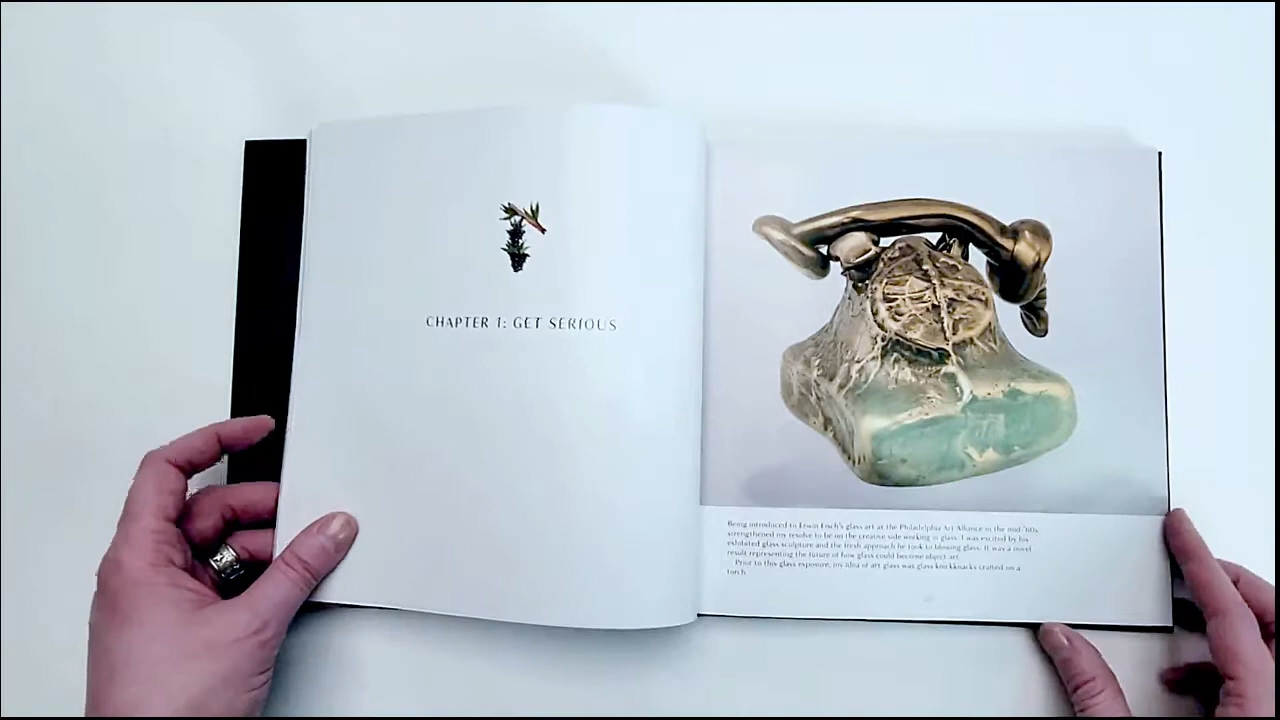 CHAPTER 1: GET SERIOUS
Being introduced to Erwin Eisch's glass art at the Philadelphia Art Alliance in the mid-'60s
strengthened my resolve to be on the creative side working in glass. I was excited by his
exhibited glass sculpture and the fresh approach he took to blowing glass. It was a novel
result representing the future of how glass could become object art.
Prior to this glass exposure, my idea of art glass was glass knickknacks crafted on a
torch.